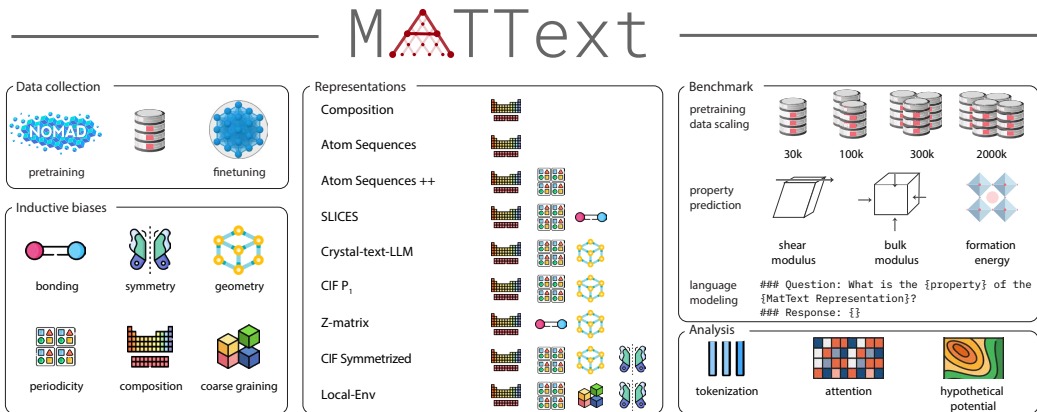 MATText
Data collection
NOMAD
pretraining
finetuning
Inductive biases
bonding
symmetry
geometry
periodicity
composition
coarse graining
Representations
Composition
Atom Sequences
Atom Sequences ++
SLICES
Crystal-text-LLM
CIF P₁
Z-matrix
CIF Symmetrized
Local-Env
Benchmark
pretraining
data scaling
30k
100k
300k
2000k
property
prediction
shear
modulus
bulk
modulus
formation
energy
language
modeling
### Question: What is the {property} of the
{MatText Representation}?
### Response: {}
Analysis
tokenization
attention
hypothetical
potential